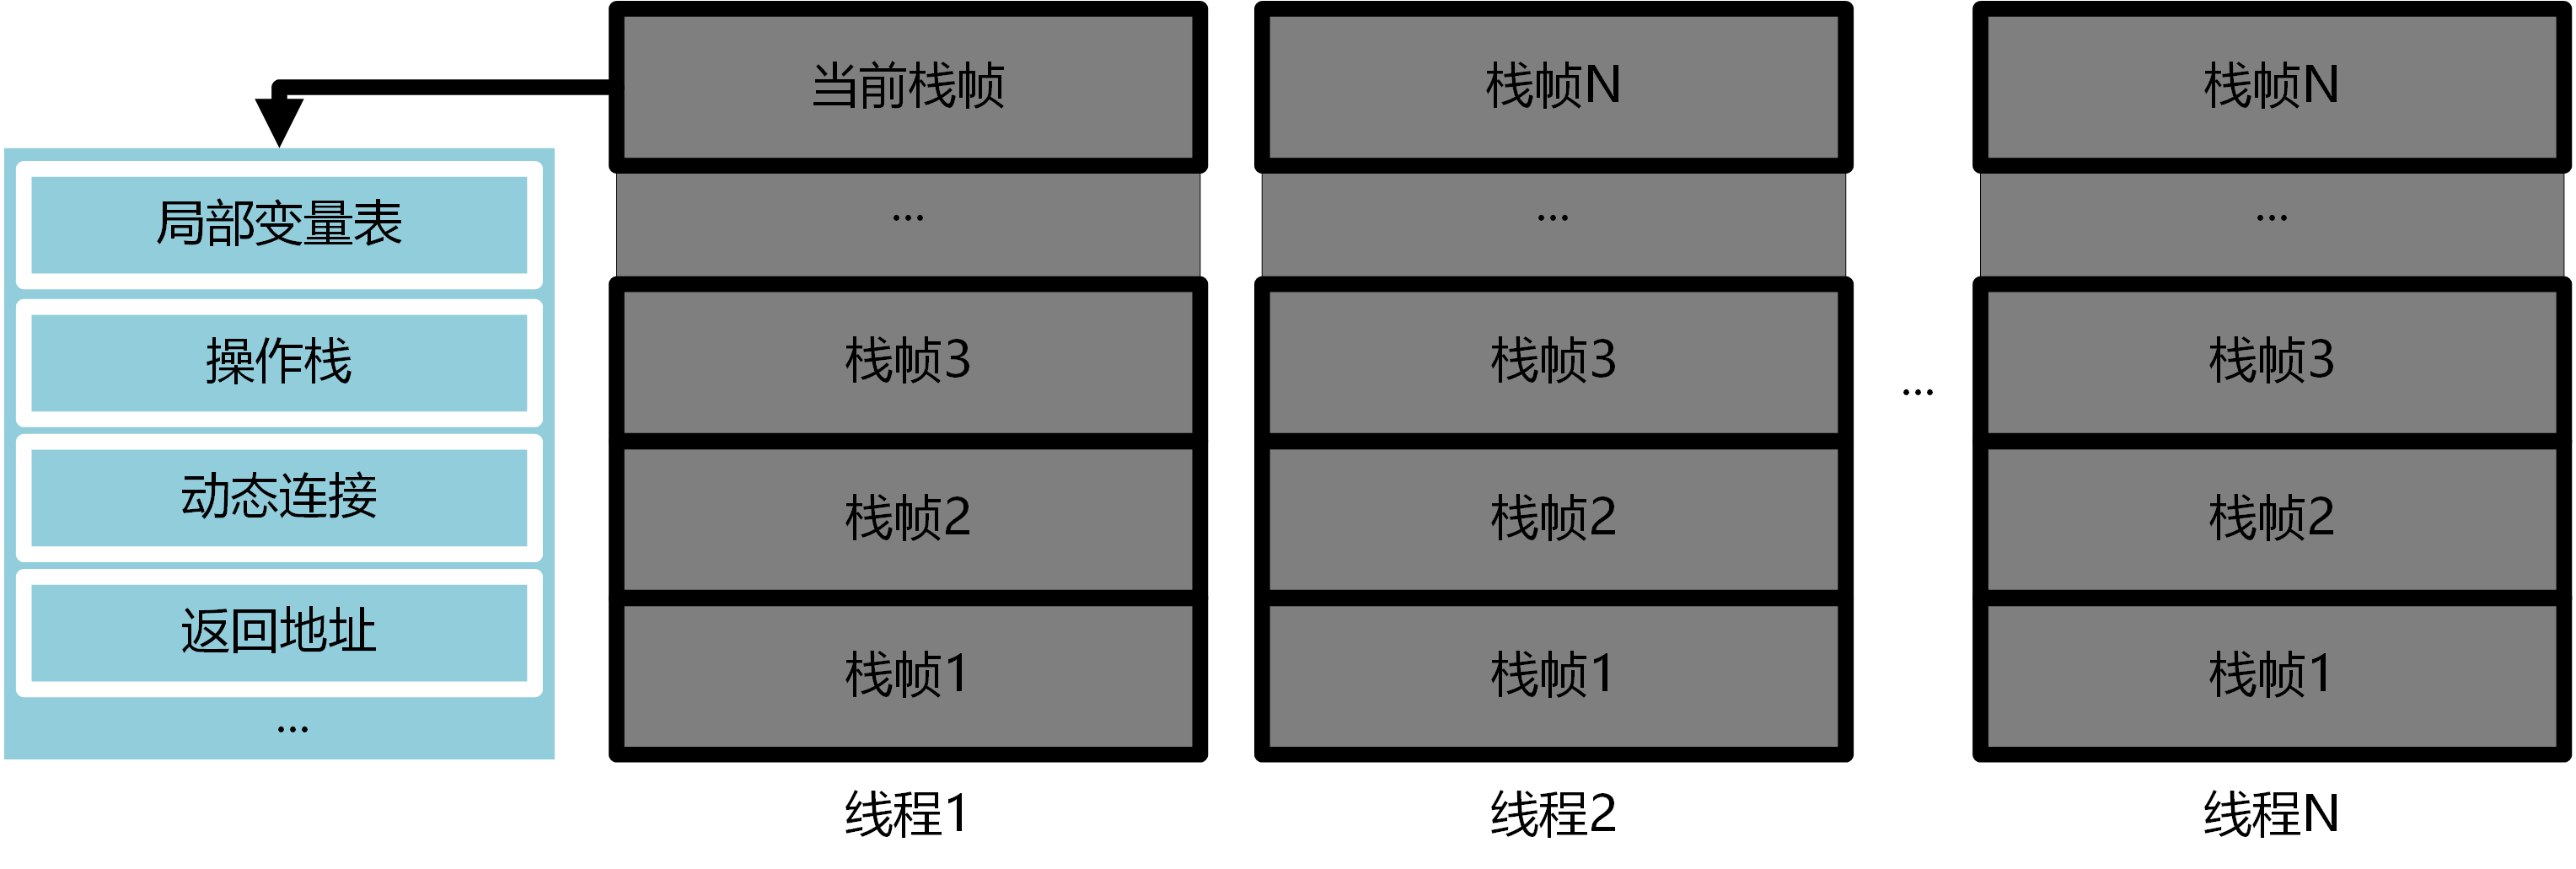 局部变量表
操作栈
动态连接
返回地址
...
当前栈帧
...
栈帧3
栈帧2
栈帧1
线程1
栈帧N
...
栈帧3
栈帧2
栈帧1
线程2
...
栈帧N
...
栈帧3
栈帧2
栈帧1
线程N